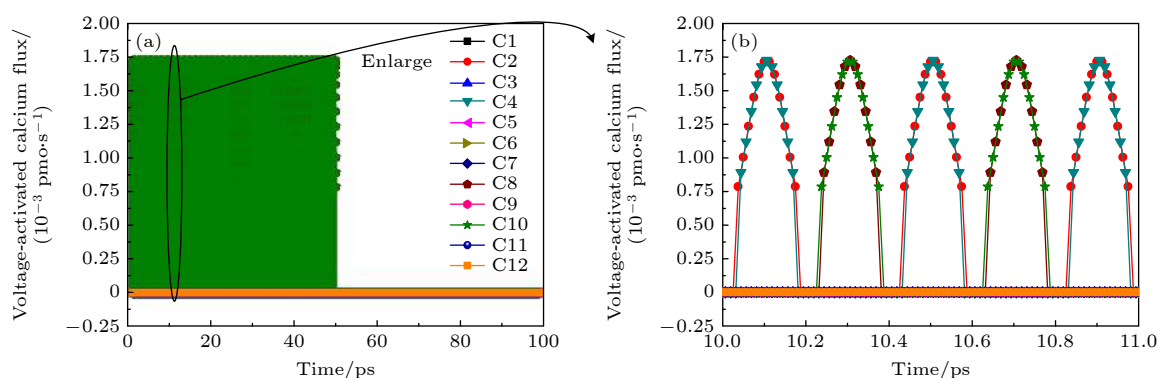 Voltage-activated calcium flux/
(10−3 pmo·s−1)
2.00
1.75
1.50
1.25
1.00
0.75
0.50
0.25
0
−0.25
(a)
Enlarge
C1
C2
C3
C4
C5
C6
C7
C8
C9
C10
C11
C12
0
20
40
60
80
100
Time/ps
Voltage-activated calcium flux/
(10−3 pmo·s−1)
2.00
1.75
1.50
1.25
1.00
0.75
0.50
0.25
0
−0.25
(b)
10.0
10.2
10.4
10.6
10.8
11.0
Time/ps